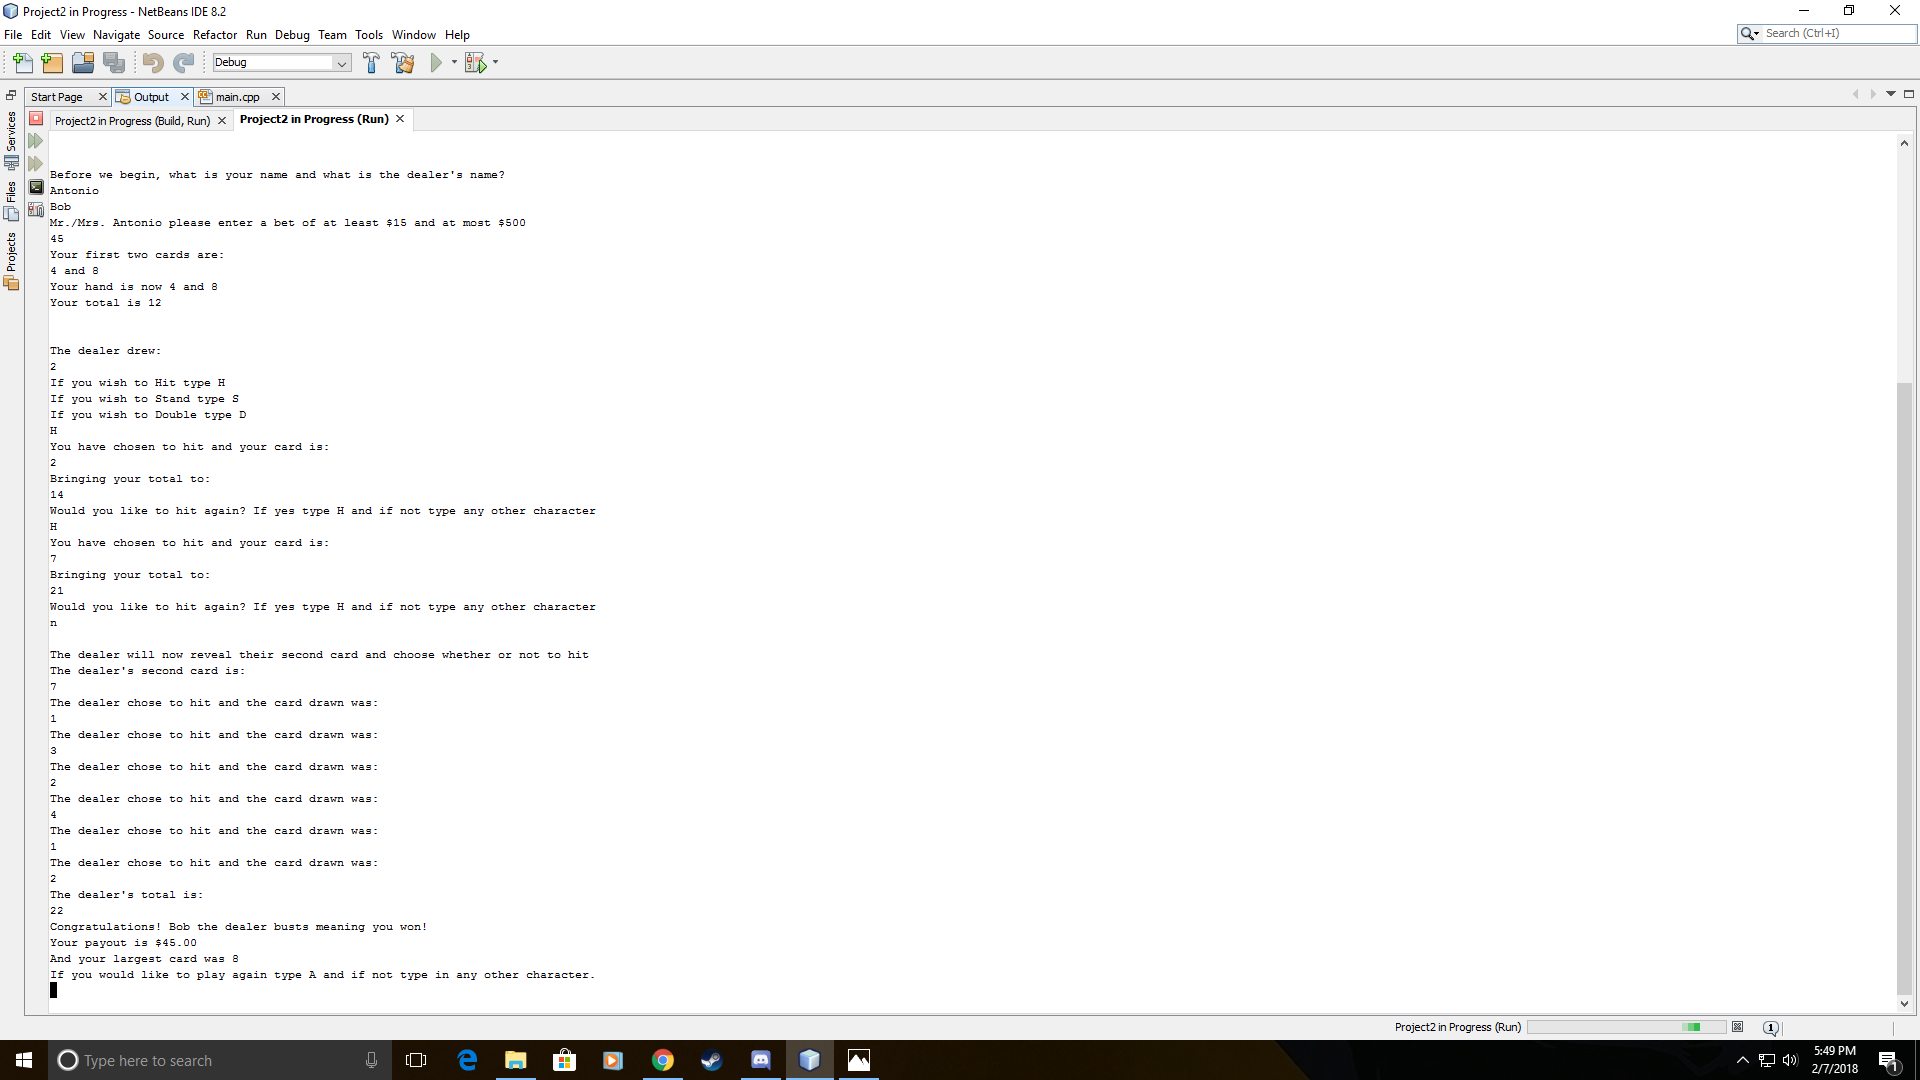 Project2 in Progress - NetBeans IDE 8.2
File Edit View Navigate Source Refactor Run Debug Team Tools Window Help
Search (Ctrl+I)
Debug
Start Page Output main.cpp
Project2 in Progress (Build, Run) Project2 in Progress (Run)
Services
Files
Projects
Before we begin, what is your name and what is the dealer's name?
Antonio
Bob
Mr./Mrs. Antonio please enter a bet of at least $15 and at most $500
45
Your first two cards are:
4 and 8
Your hand is now 4 and 8
Your total is 12
The dealer drew:
2
If you wish to Hit type H
If you wish to Stand type S
If you wish to Double type D
H
You have chosen to hit and your card is:
2
Bringing your total to:
14
Would you like to hit again? If yes type H and if not type any other character
H
You have chosen to hit and your card is:
7
Bringing your total to:
21
Would you like to hit again? If yes type H and if not type any other character
n
The dealer will now reveal their second card and choose whether or not to hit
The dealer's second card is:
7
The dealer chose to hit and the card drawn was:
1
The dealer chose to hit and the card drawn was:
3
The dealer chose to hit and the card drawn was:
2
The dealer chose to hit and the card drawn was:
4
The dealer chose to hit and the card drawn was:
1
The dealer chose to hit and the card drawn was:
2
The dealer's total is:
22
Congratulations! Bob the dealer busts meaning you won!
Your payout is $45.00
And your largest card was 8
If you would like to play again type A and if not type in any other character.
Project2 in Progress (Run)
1
Type here to search
5:49 PM
2/7/2018
1